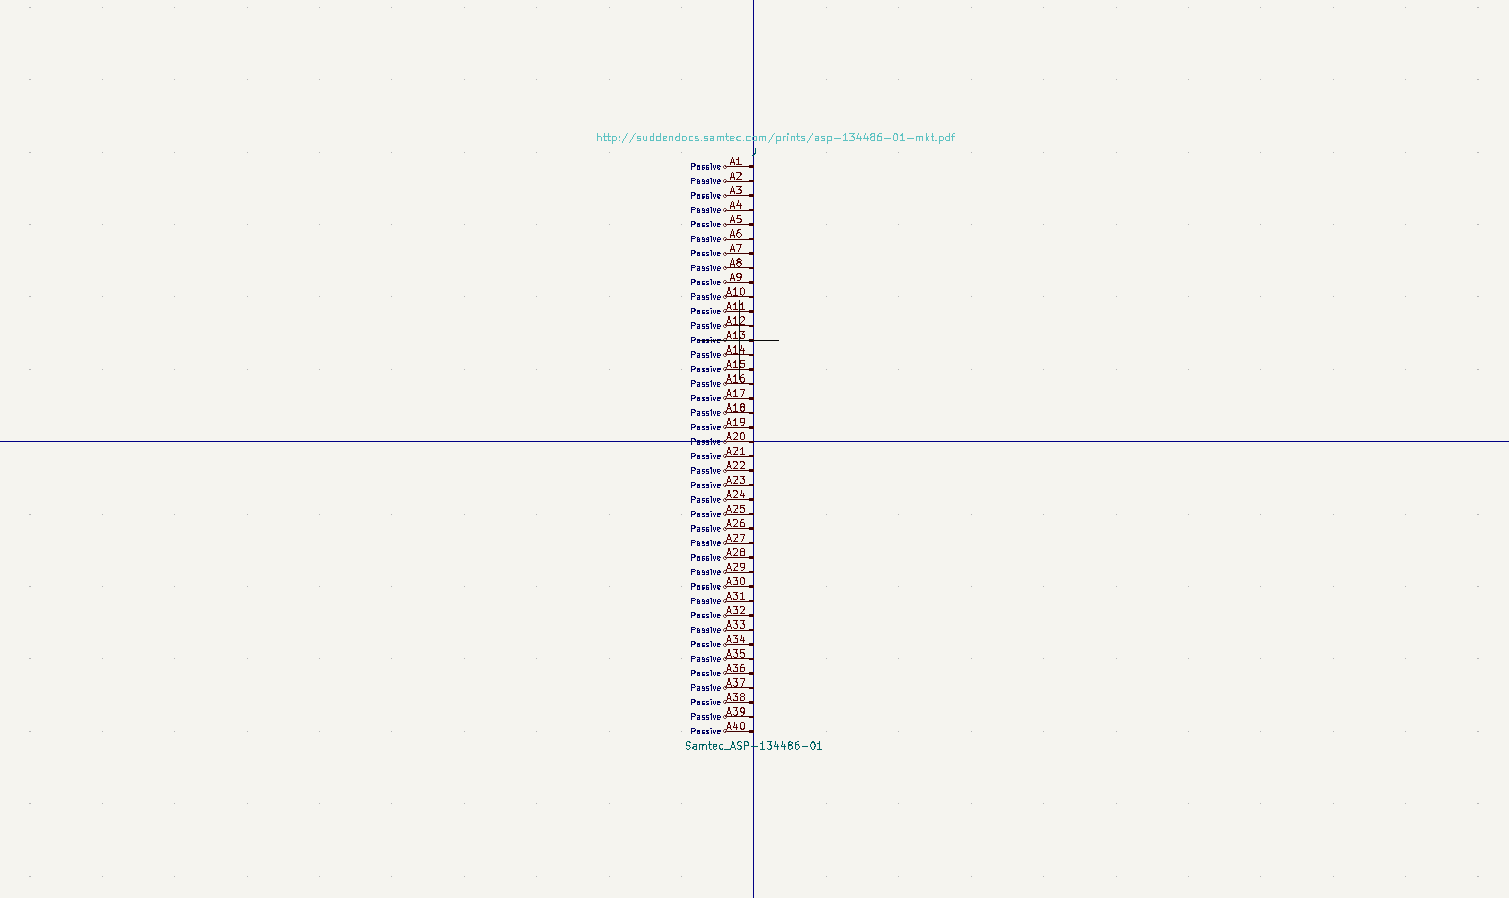 http://suddendocs.samtec.com/prints/asp-134486-01-mkt.pdf
J
Passive A1
Passive A2
Passive A3
Passive A4
Passive A5
Passive A6
Passive A7
Passive A8
Passive A9
Passive A10
Passive A11
Passive A12
Passive A13
Passive A14
Passive A15
Passive A16
Passive A17
Passive A18
Passive A19
Passive A20
Passive A21
Passive A22
Passive A23
Passive A24
Passive A25
Passive A26
Passive A27
Passive A28
Passive A29
Passive A30
Passive A31
Passive A32
Passive A33
Passive A34
Passive A35
Passive A36
Passive A37
Passive A38
Passive A39
Passive A40
Samtec_ASP-134486-01